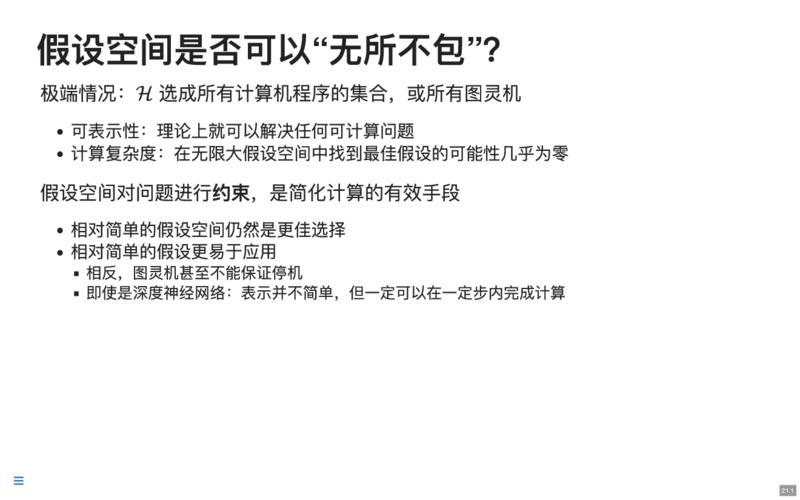 假设空间是否可以“无所不包”？
极端情况：ℋ 选成所有计算机程序的集合，或所有图灵机
• 可表示性：理论上就可以解决任何可计算问题
• 计算复杂度：在无限大假设空间中找到最佳假设的可能性几乎为零
假设空间对问题进行约束，是简化计算的有效手段
• 相对简单的假设空间仍然是更佳选择
• 相对简单的假设更易于应用
▪ 相反，图灵机甚至不能保证停机
▪ 即使是深度神经网络：表示并不简单，但一定可以在一定步内完成计算
21.1